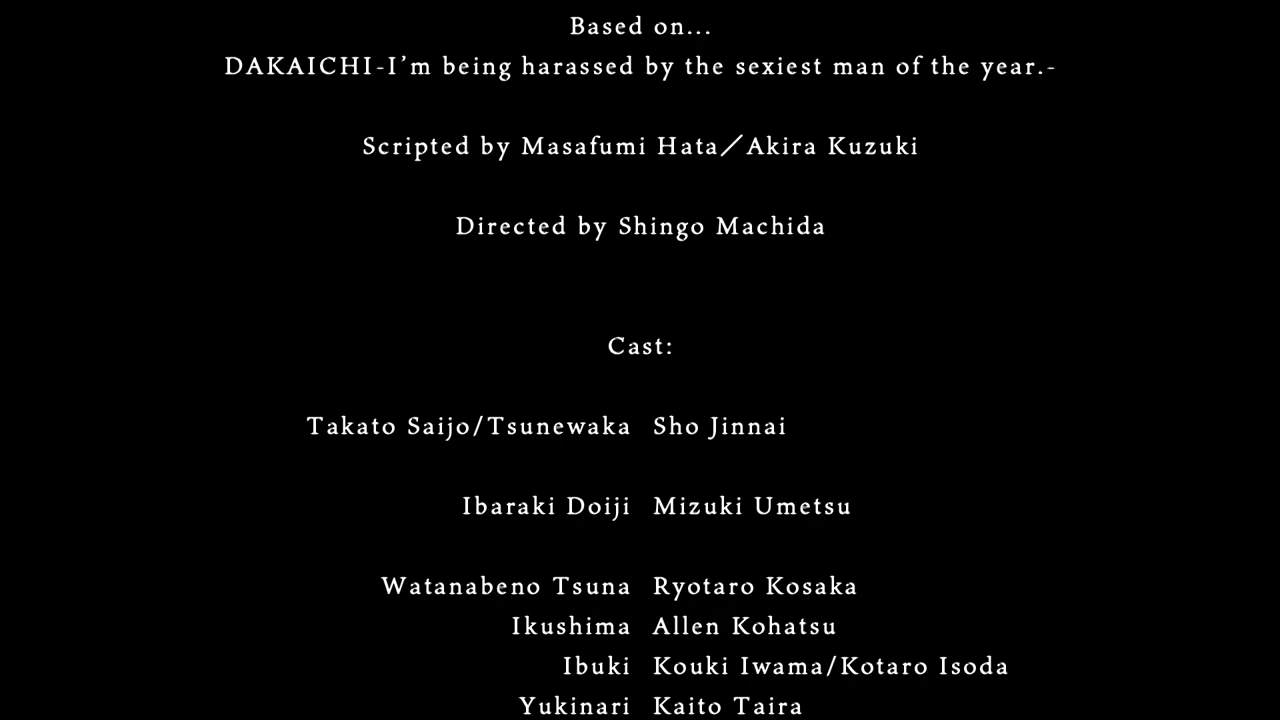 Based on...
DAKAICHI-I’m being harassed by the sexiest man of the year.-
Scripted by Masafumi Hata／Akira Kuzuki
Directed by Shingo Machida
Cast:
Takato Saijo/Tsunewaka Sho Jinnai
Ibaraki Doiji Mizuki Umetsu
Watanabeno Tsuna Ryotaro Kosaka
Ikushima Allen Kohatsu
Ibuki Kouki Iwama/Kotaro Isoda
Yukinari Kaito Taira